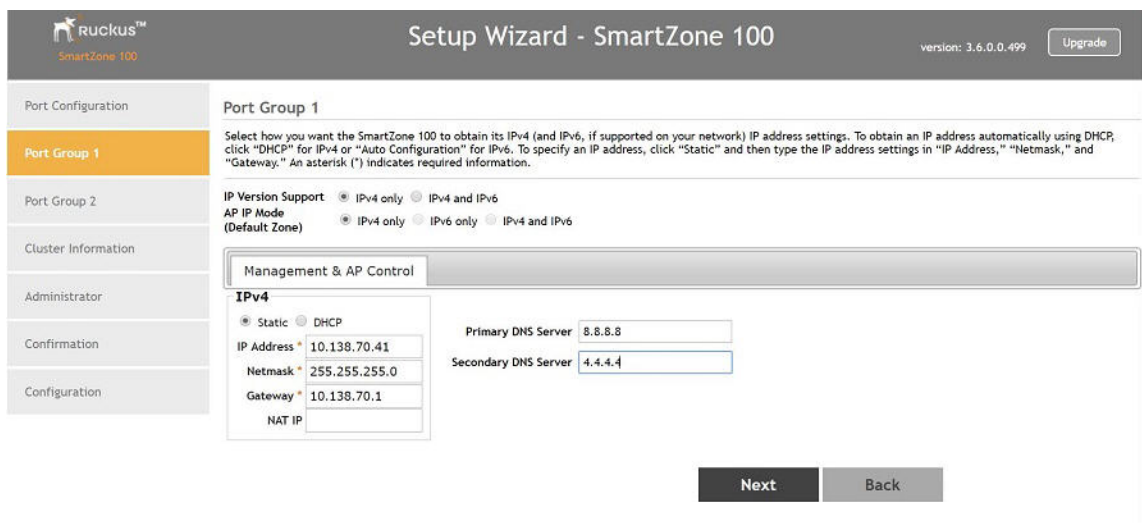 Ruckus™
SmartZone 100
Setup Wizard - SmartZone 100
version: 3.6.0.0.499
Upgrade
Port Configuration
Port Group 1
Port Group 2
Cluster Information
Administrator
Confirmation
Configuration
Port Group 1
Select how you want the SmartZone 100 to obtain its IPv4 (and IPv6, if supported on your network) IP address settings. To obtain an IP address automatically using DHCP,
click “DHCP” for IPv4 or “Auto Configuration” for IPv6. To specify an IP address, click “Static” and then type the IP address settings in “IP Address,” “Netmask,” and
“Gateway.” An asterisk (*) indicates required information.
IP Version Support IPv4 only IPv4 and IPv6
AP IP Mode
(Default Zone) IPv4 only IPv6 only IPv4 and IPv6
Management & AP Control
IPv4
Static DHCP
IP Address * 10.138.70.41
Netmask * 255.255.255.0
Gateway * 10.138.70.1
NAT IP
Primary DNS Server 8.8.8.8
Secondary DNS Server 4.4.4.4
Next
Back